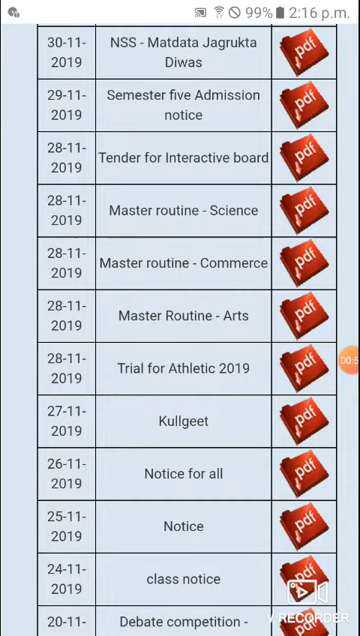 99% 2:16 p.m.
30-11-
2019
NSS - Matdata Jagrukta
Diwas
pdf
29-11-
2019
Semester five Admission
notice
pdf
28-11-
2019
Tender for Interactive board
pdf
28-11-
2019
Master routine - Science
pdf
28-11-
2019
Master routine - Commerce
pdf
28-11-
2019
Master Routine - Arts
pdf
28-11-
2019
Trial for Athletic 2019
pdf
00:5
27-11-
2019
Kullgeet
pdf
26-11-
2019
Notice for all
pdf
25-11-
2019
Notice
pdf
24-11-
2019
class notice
pdf
V RECORDER
20-11-
Debate competition -
pdf